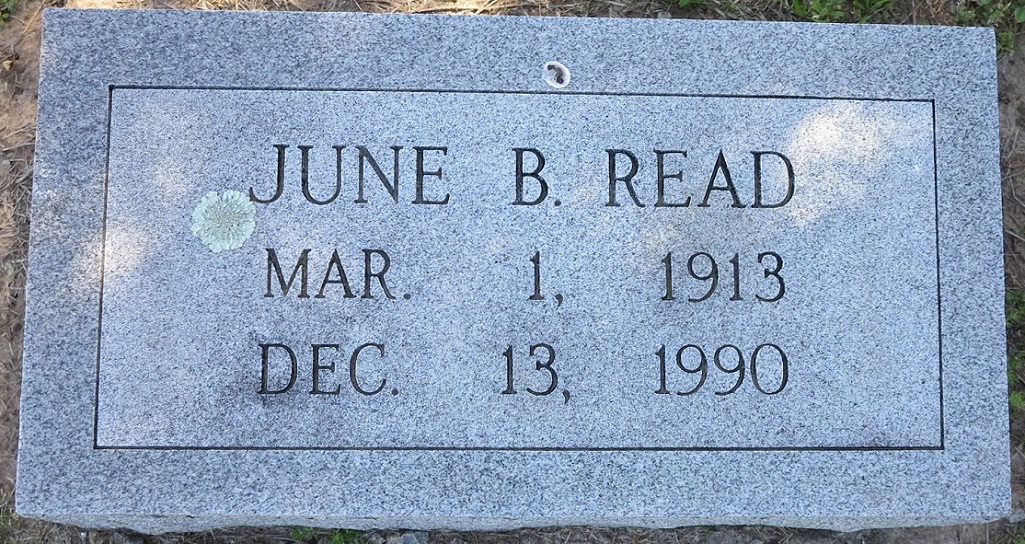 JUNE B. READ
MAR. 1, 1913
DEC. 13, 1990